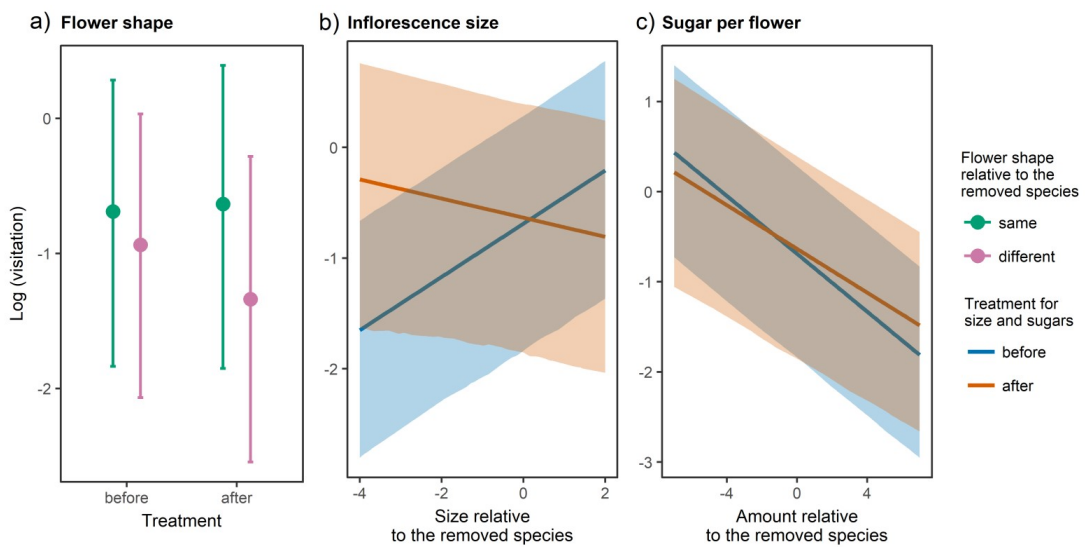 a) Flower shape
b) Inflorescence size
c) Sugar per flower
Log (visitation)
0
-1
-2
before
after
Treatment
0
-1
-2
-4
-2
0
2
Size relative
to the removed species
1
0
-1
-2
-3
-4
0
4
Amount relative
to the removed species
Flower shape
relative to the
removed species
same
different
Treatment for
size and sugars
before
after